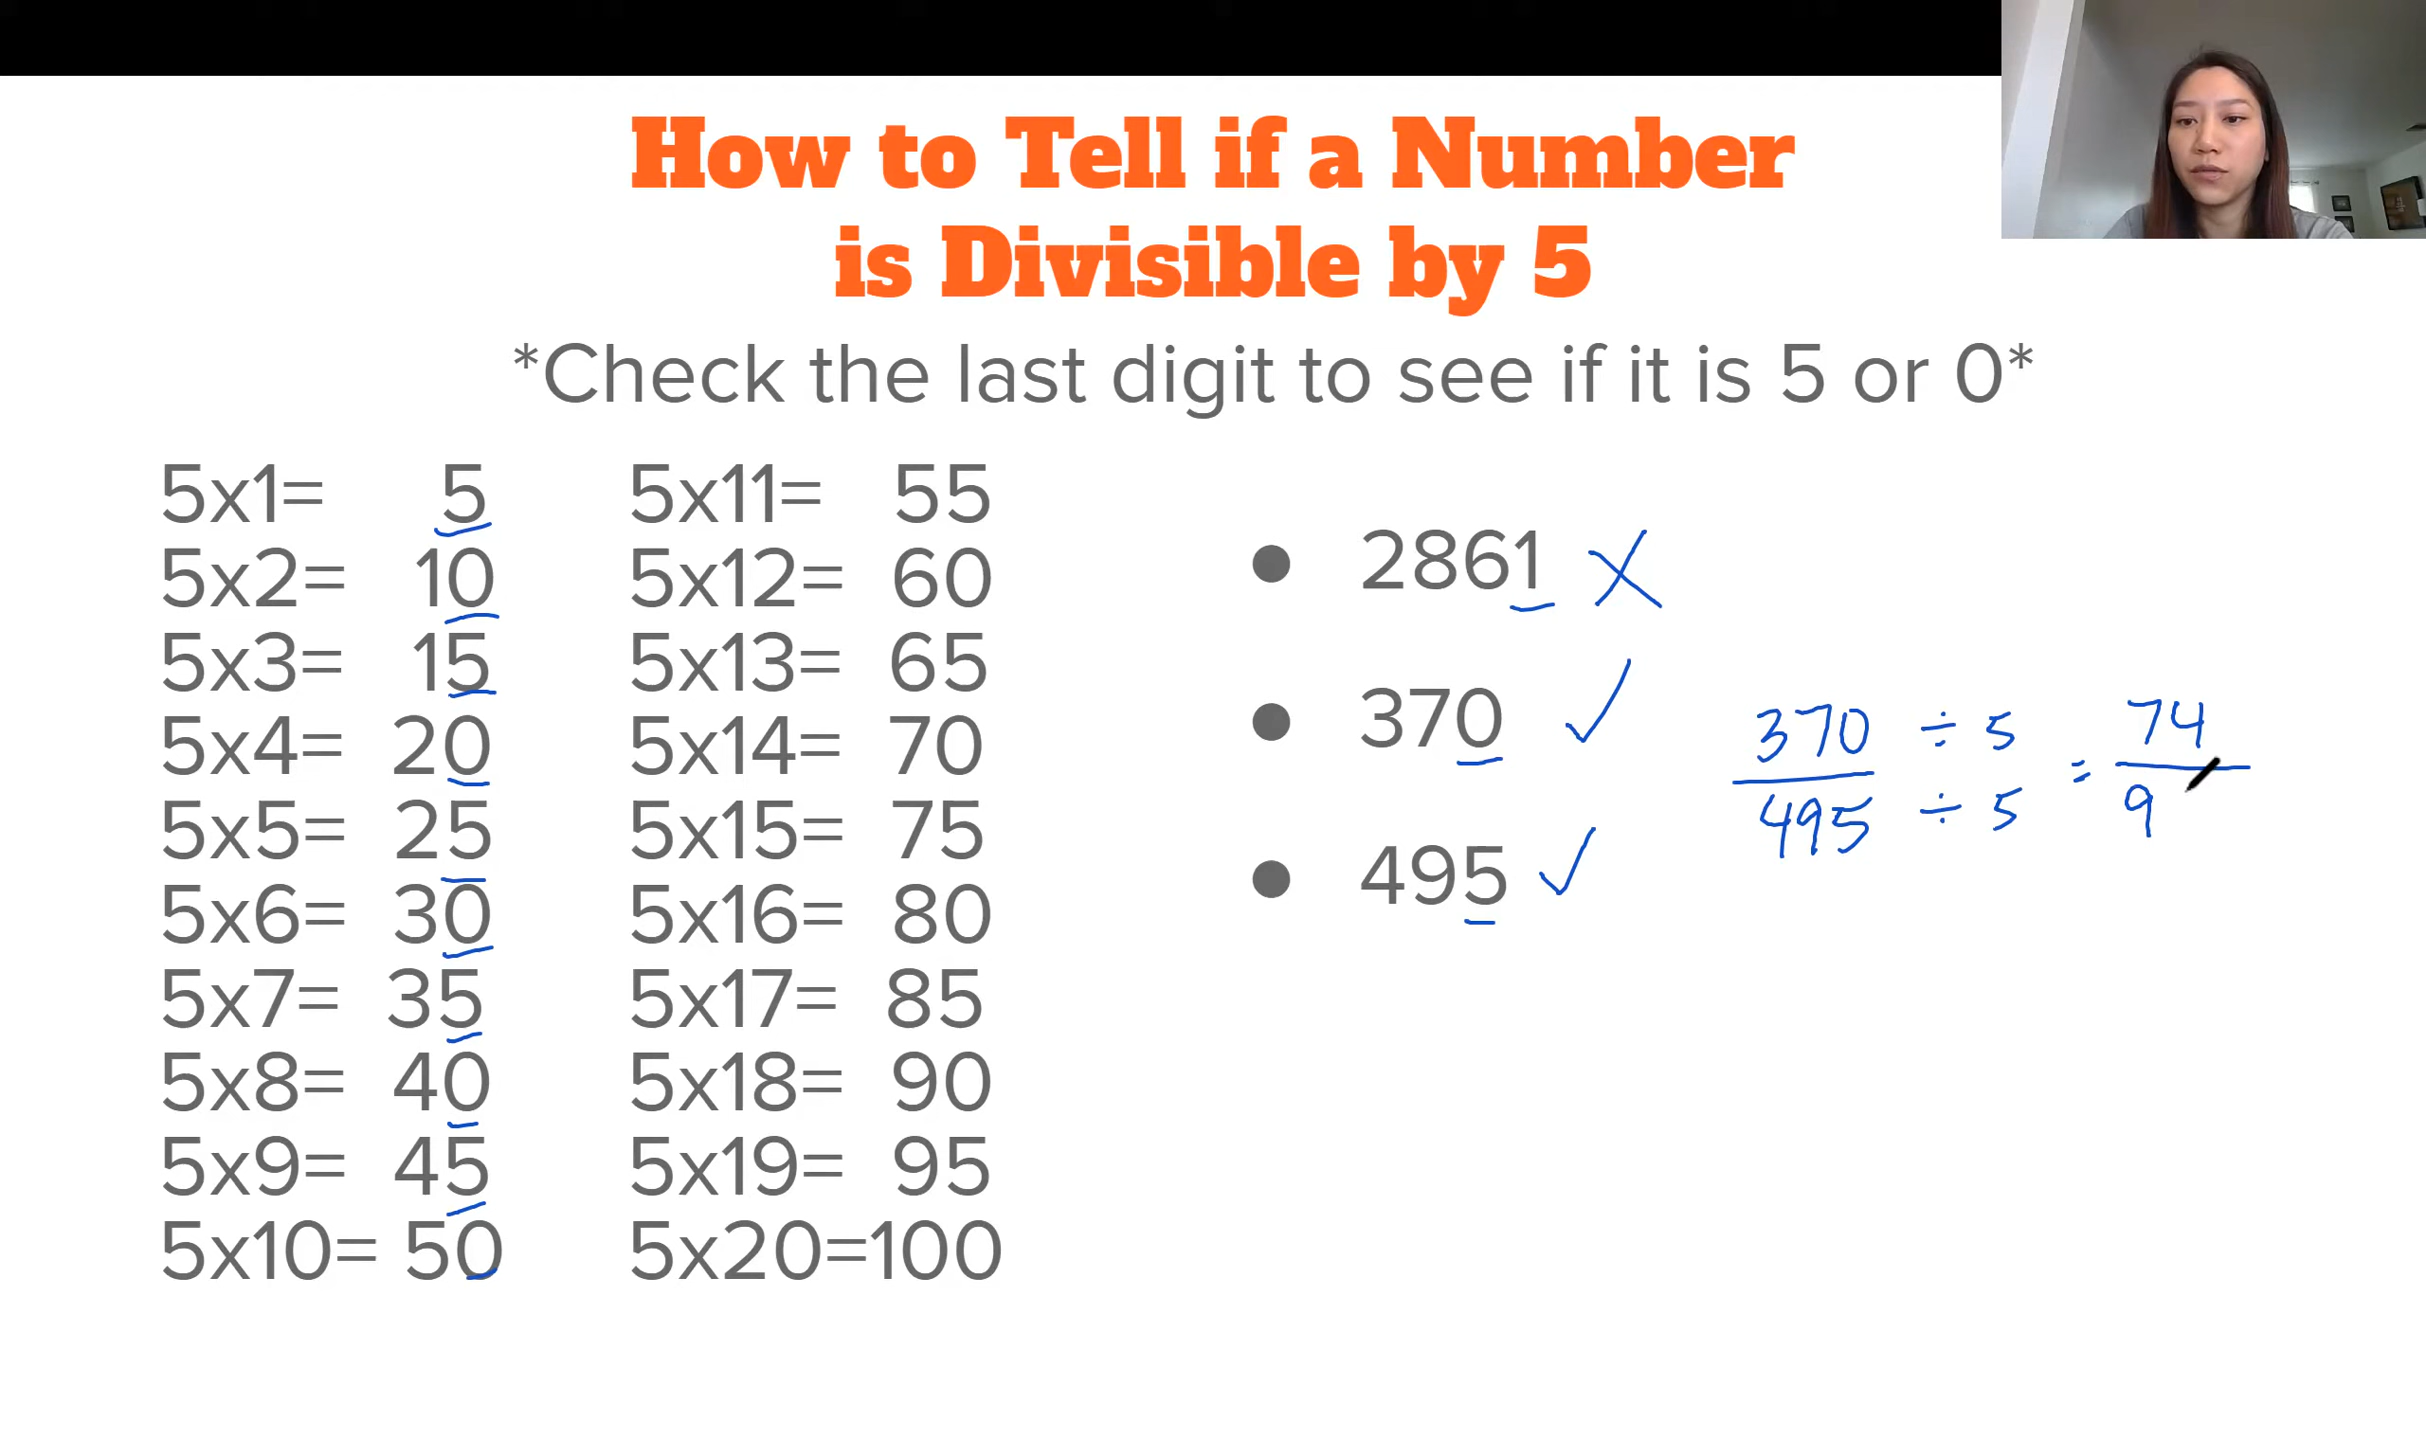 How to Tell if a Number
is Divisible by 5
*Check the last digit to see if it is 5 or 0*
5x1= 5
5x2= 10
5x3= 15
5x4= 20
5x5= 25
5x6= 30
5x7= 35
5x8= 40
5x9= 45
5x10= 50
5x11= 55
5x12= 60
5x13= 65
5x14= 70
5x15= 75
5x16= 80
5x17= 85
5x18= 90
5x19= 95
5x20=100
• 2861 ✗
• 370 ✓
• 495 ✓
370 ÷ 5 = 74
495 ÷ 5 9